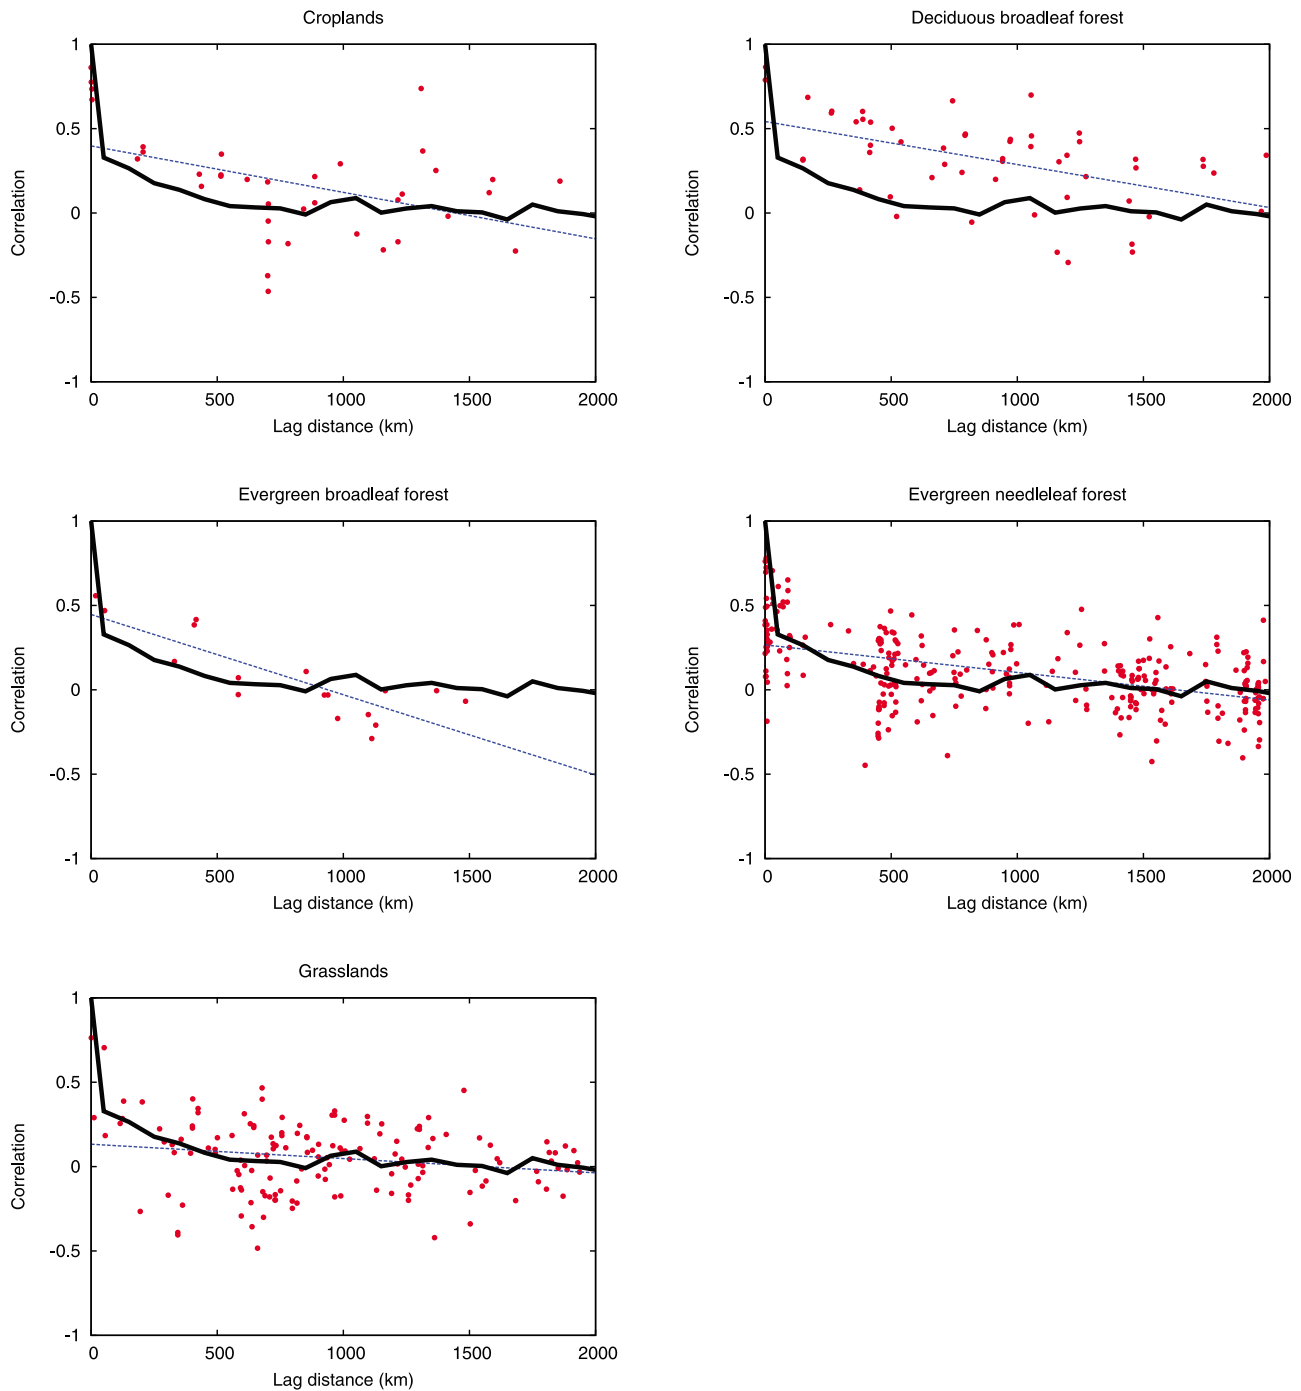 Croplands
1
0.5
0
-0.5
-1
Correlation
0 500 1000 1500 2000
Lag distance (km)
Deciduous broadleaf forest
1
0.5
0
-0.5
-1
Correlation
0 500 1000 1500 2000
Lag distance (km)
Evergreen broadleaf forest
1
0.5
0
-0.5
-1
Correlation
0 500 1000 1500 2000
Lag distance (km)
Evergreen needleleaf forest
1
0.5
0
-0.5
-1
Correlation
0 500 1000 1500 2000
Lag distance (km)
Grasslands
1
0.5
0
-0.5
-1
Correlation
0 500 1000 1500 2000
Lag distance (km)